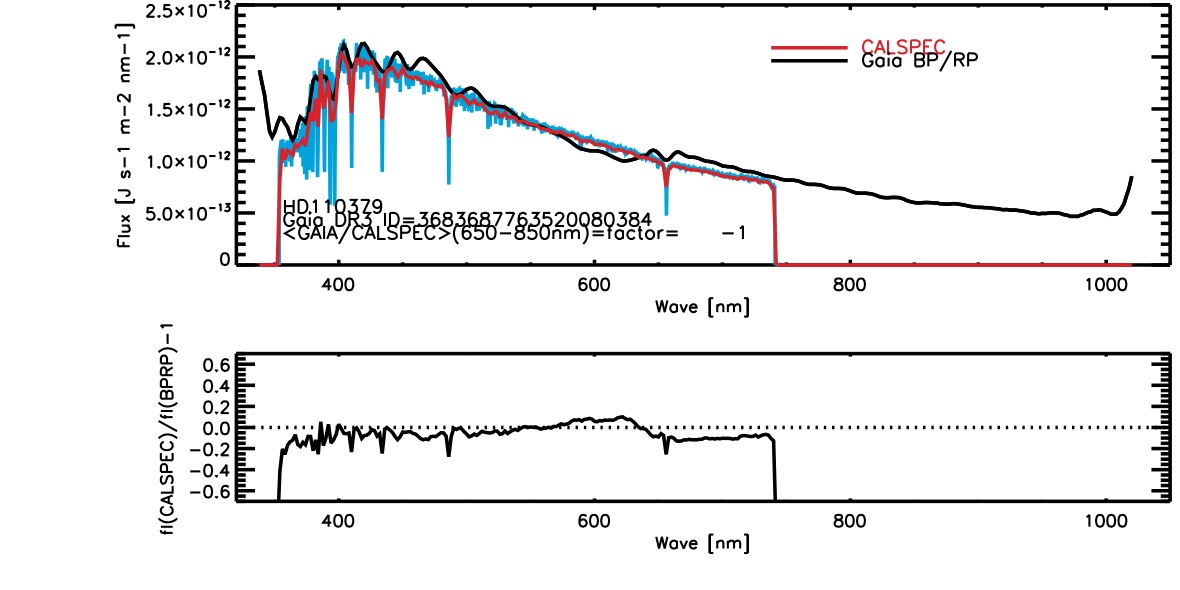 2.5×10−12
2.0×10−12
1.5×10−12
1.0×10−12
5.0×10−13
0
Flux [J s−1 m−2 nm−1]
CALSPEC
Gaia BP/RP
HD110379
Gaia DR3 ID=3683687763520080384
<GAIA/CALSPEC>(650−850nm)=factor= −1
400 600 800 1000
Wave [nm]
fl(CALSPEC)/fl(BPRP)−1
0.6
0.4
0.2
0.0
−0.2
−0.4
−0.6
400 600 800 1000
Wave [nm]